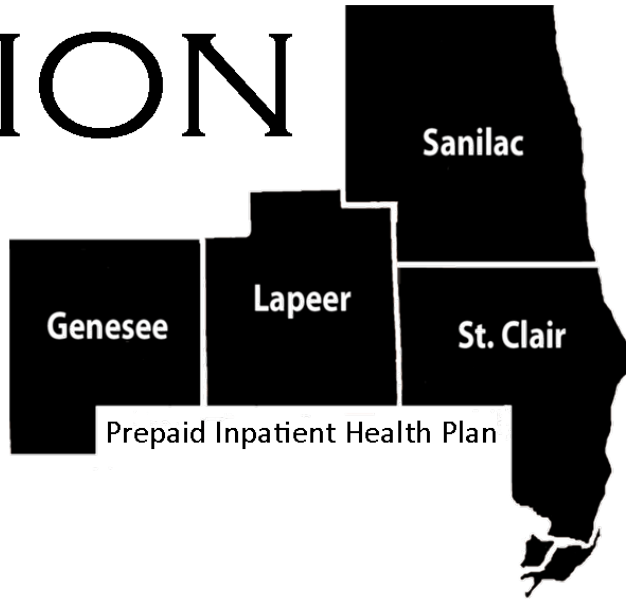 ION
Sanilac
Lapeer
Genesee
St. Clair
Prepaid Inpatient Health Plan